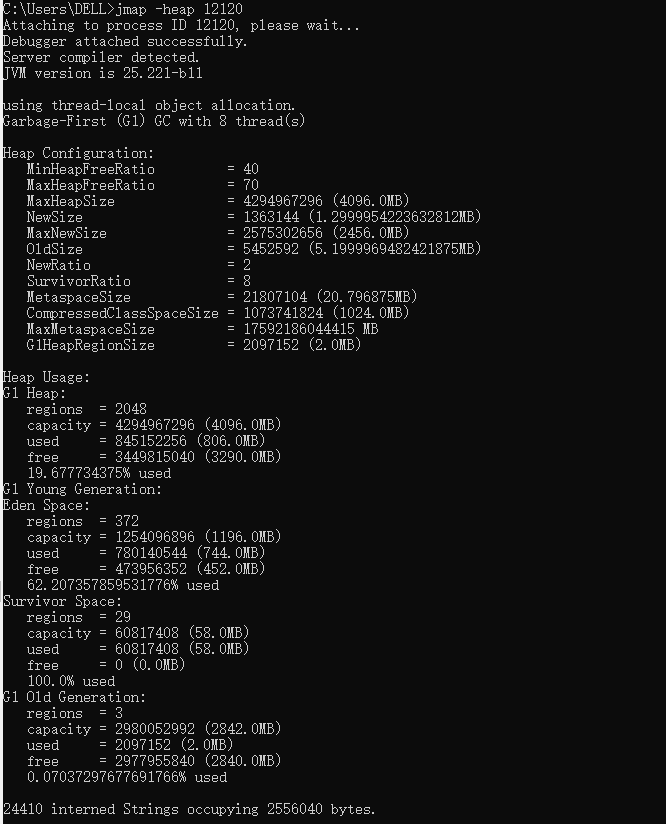 C:\Users\DELL>jmap -heap 12120
Attaching to process ID 12120, please wait...
Debugger attached successfully.
Server compiler detected.
JVM version is 25.221-b11

using thread-local object allocation.
Garbage-First (G1) GC with 8 thread(s)

Heap Configuration:
   MinHeapFreeRatio         = 40
   MaxHeapFreeRatio         = 70
   MaxHeapSize              = 4294967296 (4096.0MB)
   NewSize                  = 1363144 (1.2999954223632812MB)
   MaxNewSize               = 2575302656 (2456.0MB)
   OldSize                  = 5452592 (5.1999969482421875MB)
   NewRatio                 = 2
   SurvivorRatio            = 8
   MetaspaceSize            = 21807104 (20.796875MB)
   CompressedClassSpaceSize = 1073741824 (1024.0MB)
   MaxMetaspaceSize         = 17592186044415 MB
   G1HeapRegionSize         = 2097152 (2.0MB)

Heap Usage:
G1 Heap:
   regions  = 2048
   capacity = 4294967296 (4096.0MB)
   used     = 845152256 (806.0MB)
   free     = 3449815040 (3290.0MB)
   19.677734375% used
G1 Young Generation:
Eden Space:
   regions  = 372
   capacity = 1254096896 (1196.0MB)
   used     = 780140544 (744.0MB)
   free     = 473956352 (452.0MB)
   62.207357859531776% used
Survivor Space:
   regions  = 29
   capacity = 60817408 (58.0MB)
   used     = 60817408 (58.0MB)
   free     = 0 (0.0MB)
   100.0% used
G1 Old Generation:
   regions  = 3
   capacity = 2980052992 (2842.0MB)
   used     = 2097152 (2.0MB)
   free     = 2977955840 (2840.0MB)
   0.07037297677691766% used

24410 interned Strings occupying 2556040 bytes.